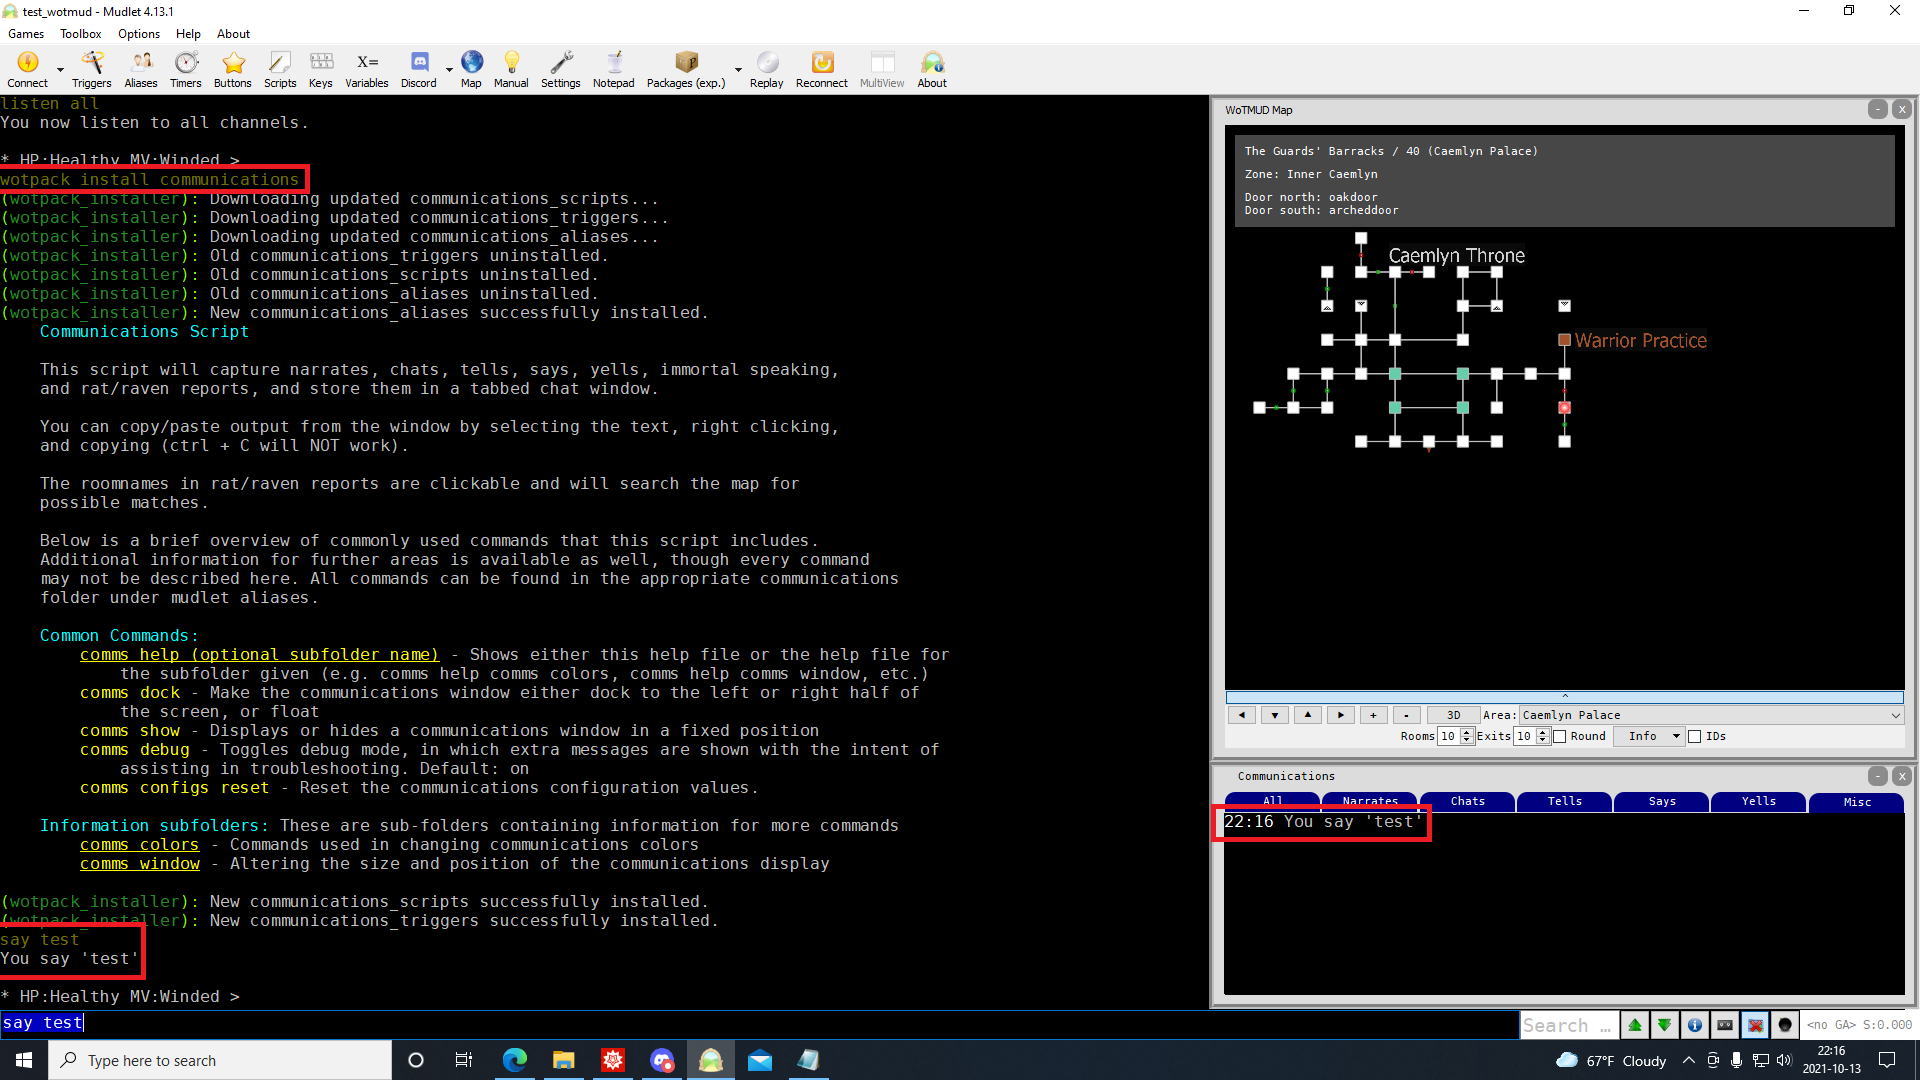 test_wotmud - Mudlet 4.13.1
Games Toolbox Options Help About
Connect Triggers Aliases Timers Buttons Scripts Keys Variables Discord Map Manual Settings Notepad Packages (exp.) Replay Reconnect MultiView About
X=
listen all
You now listen to all channels.
* HP:Healthy MV:Winded >
wotpack install communications
(wotpack_installer): Downloading updated communications_scripts...
(wotpack_installer): Downloading updated communications_triggers...
(wotpack_installer): Downloading updated communications_aliases...
(wotpack_installer): Old communications_triggers uninstalled.
(wotpack_installer): Old communications_scripts uninstalled.
(wotpack_installer): Old communications_aliases uninstalled.
(wotpack_installer): New communications_aliases successfully installed.
Communications Script
This script will capture narrates, chats, tells, says, yells, immortal speaking,
and rat/raven reports, and store them in a tabbed chat window.
You can copy/paste output from the window by selecting the text, right clicking,
and copying (ctrl + C will NOT work).
The roomnames in rat/raven reports are clickable and will search the map for
possible matches.
Below is a brief overview of commonly used commands that this script includes.
Additional information for further areas is available as well, though every command
may not be described here. All commands can be found in the appropriate communications
folder under mudlet aliases.
Common Commands:
comms help (optional subfolder name) - Shows either this help file or the help file for
the subfolder given (e.g. comms help comms colors, comms help comms window, etc.)
comms dock - Make the communications window either dock to the left or right half of
the screen, or float
comms show - Displays or hides a communications window in a fixed position
comms debug - Toggles debug mode, in which extra messages are shown with the intent of
assisting in troubleshooting. Default: on
comms configs reset - Reset the communications configuration values.
Information subfolders: These are sub-folders containing information for more commands
comms colors - Commands used in changing communications colors
comms window - Altering the size and position of the communications display
(wotpack_installer): New communications_scripts successfully installed.
(wotpack_installer): New communications_triggers successfully installed.
say test
You say 'test'
* HP:Healthy MV:Winded >
say test
WoTMUD Map
- x
The Guards' Barracks / 40 (Caemlyn Palace)
Zone: Inner Caemlyn
Door north: oakdoor
Door south: archeddoor
Caemlyn Throne
Warrior Practice
^
+ - 3D Area: Caemlyn Palace
Rooms 10 Exits 10 Round Info IDs
Communications
- x
All Narrates Chats Tells Says Yells Misc
22:16 You say 'test'
Search ...
<no GA> S:0.000
Type here to search
67°F Cloudy
22:16
2021-10-13